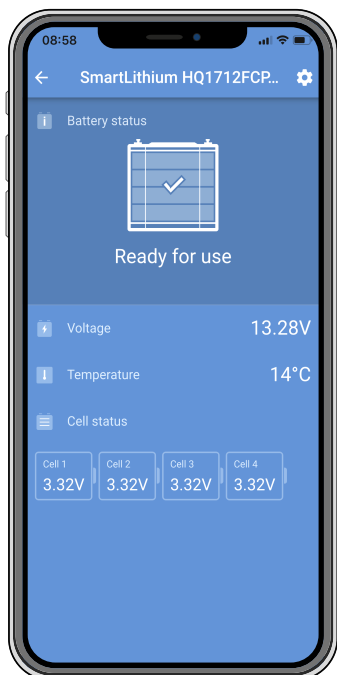 08:58
SmartLithium HQ1712FCP...
Battery status
Ready for use
Voltage 13.28V
Temperature 14°C
Cell status
Cell 1 Cell 2 Cell 3 Cell 4
3.32V 3.32V 3.32V 3.32V